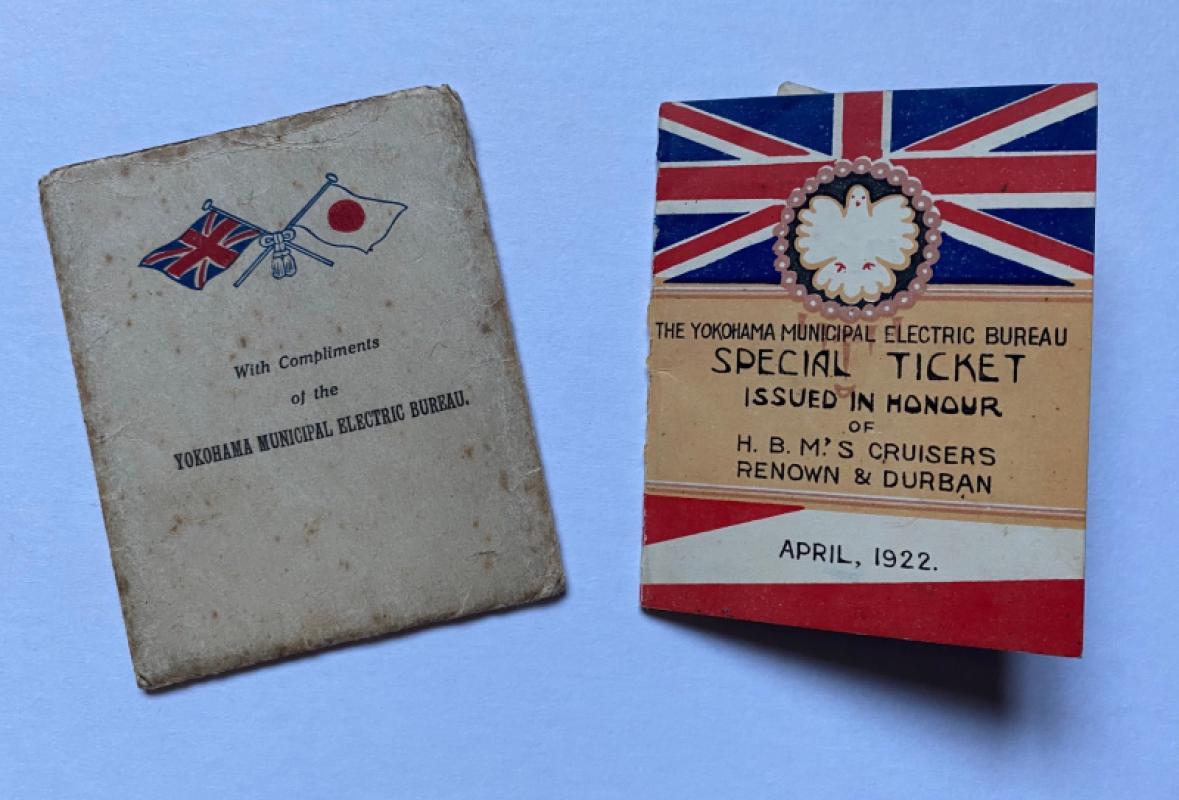 With Compliments
of the
YOKOHAMA MUNICIPAL ELECTRIC BUREAU.
THE YOKOHAMA MUNICIPAL ELECTRIC BUREAU
SPECIAL TICKET
ISSUED IN HONOUR
OF
H. B. M.'S CRUISERS
RENOWN & DURBAN
APRIL, 1922.